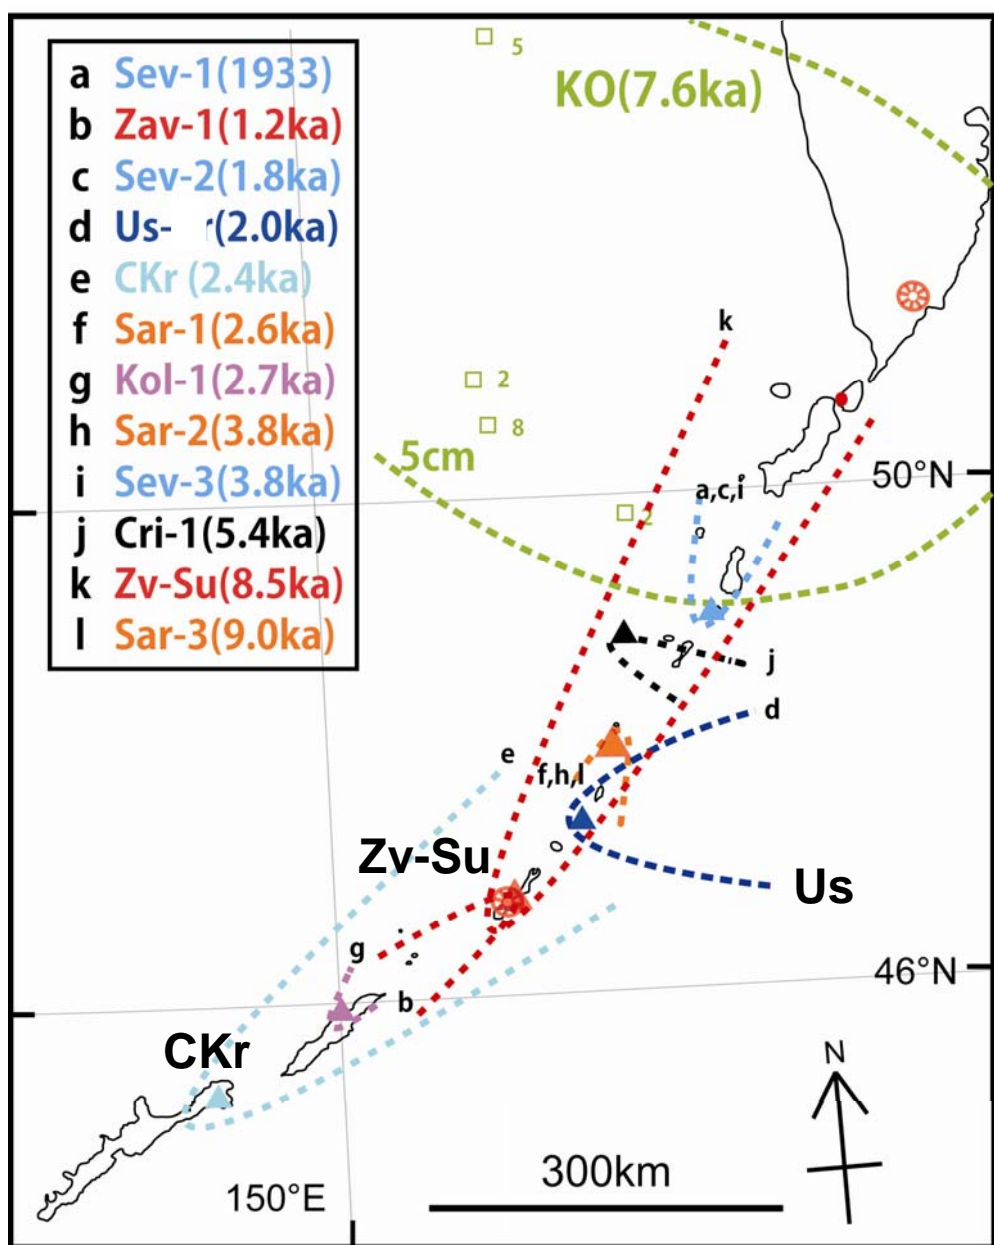 a Sev-1(1933)
b Zav-1(1.2ka)
c Sev-2(1.8ka)
d Us- r(2.0ka)
e CKr (2.4ka)
f Sar-1(2.6ka)
g Kol-1(2.7ka)
h Sar-2(3.8ka)
i Sev-3(3.8ka)
j Cri-1(5.4ka)
k Zv-Su(8.5ka)
l Sar-3(9.0ka)
5
KO(7.6ka)
k
2
8
5cm
2
a,c,i
50°N
j
d
e
f,h,l
Zv-Su
Us
g
46°N
b
CKr
N
300km
150°E